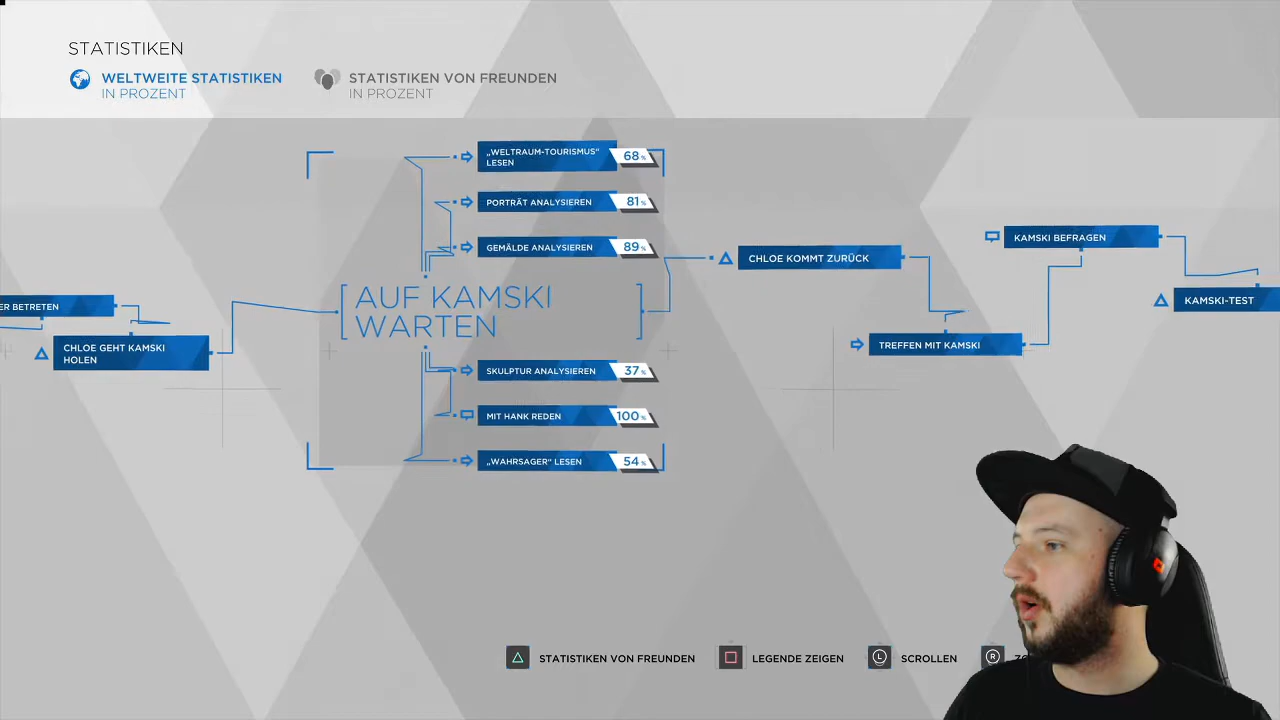 STATISTIKEN
WELTWEITE STATISTIKEN
IN PROZENT
STATISTIKEN VON FREUNDEN
IN PROZENT
„WELTRAUM-TOURISMUS“
LESEN
68%
PORTRÄT ANALYSIEREN
81%
GEMÄLDE ANALYSIEREN
89%
AUF KAMSKI
WARTEN
SKULPTUR ANALYSIEREN
37%
MIT HANK REDEN
100%
„WAHRSAGER“ LESEN
54%
BETRETEN
CHLOE GEHT KAMSKI
HOLEN
CHLOE KOMMT ZURÜCK
TREFFEN MIT KAMSKI
KAMSKI BEFRAGEN
KAMSKI-TEST
STATISTIKEN VON FREUNDEN
LEGENDE ZEIGEN
L
SCROLLEN
R